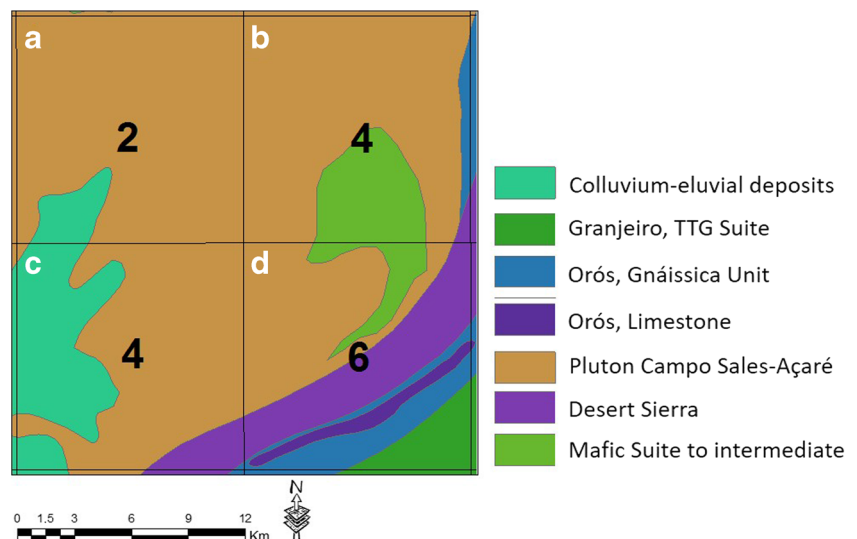 a
b
2
4
c
d
4
6
Colluvium-eluvial deposits
Granjeiro, TTG Suite
Orós, Gnáissica Unit
Orós, Limestone
Pluton Campo Sales-Açaré
Desert Sierra
Mafic Suite to intermediate
N
0 1,5 3 6 9 12
Km